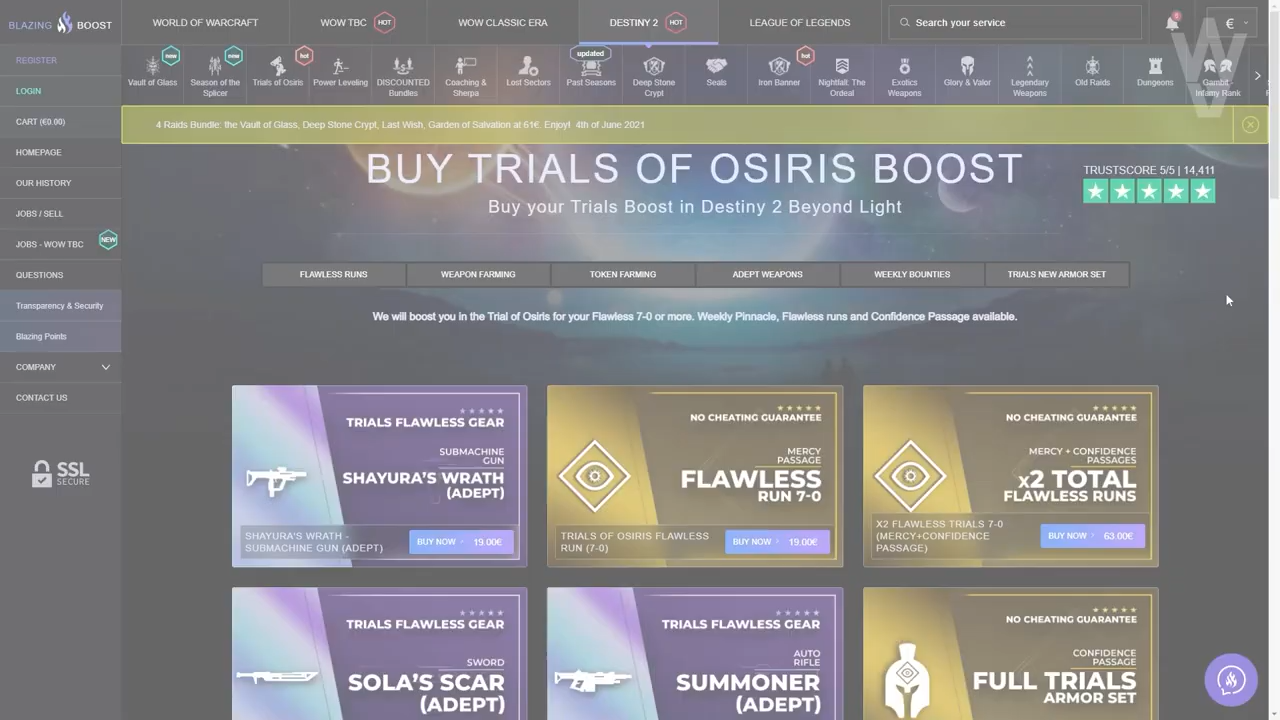 BLAZING BOOST
WORLD OF WARCRAFT
WOW TBC
HOT
WOW CLASSIC ERA
DESTINY 2
HOT
LEAGUE OF LEGENDS
Search your service
6
€
W
REGISTER
LOGIN
CART (€0.00)
HOMEPAGE
OUR HISTORY
JOBS / SELL
JOBS - WOW TBC
NEW
QUESTIONS
Transparency & Security
Blazing Points
COMPANY
CONTACT US
SSL
SECURE
new
Vault of Glass
new
Season of the
Splicer
hot
Trials of Osiris
Power Leveling
DISCOUNTED
Bundles
Coaching &
Sherpa
Lost Sectors
updated
Past Seasons
Deep Stone
Crypt
Seals
hot
Iron Banner
Nightfall: The
Ordeal
Exotics
Weapons
Glory & Valor
Legendary
Weapons
Old Raids
Dungeons
Gambit -
Infamy Rank
4 Raids Bundle: the Vault of Glass, Deep Stone Crypt, Last Wish, Garden of Salvation at 61€. Enjoy! 4th of June 2021
BUY TRIALS OF OSIRIS BOOST
Buy your Trials Boost in Destiny 2 Beyond Light
TRUSTSCORE 5/5 | 14,411
FLAWLESS RUNS
WEAPON FARMING
TOKEN FARMING
ADEPT WEAPONS
WEEKLY BOUNTIES
TRIALS NEW ARMOR SET
We will boost you in the Trial of Osiris for your Flawless 7-0 or more. Weekly Pinnacle, Flawless runs and Confidence Passage available.
TRIALS FLAWLESS GEAR
SUBMACHINE
GUN
SHAYURA'S WRATH
(ADEPT)
SHAYURA'S WRATH -
SUBMACHINE GUN (ADEPT)
BUY NOW 19.00€
NO CHEATING GUARANTEE
MERCY
PASSAGE
FLAWLESS
RUN 7-0
TRIALS OF OSIRIS FLAWLESS
RUN (7-0)
BUY NOW 19.00€
NO CHEATING GUARANTEE
MERCY + CONFIDENCE
PASSAGES
x2 TOTAL
FLAWLESS RUNS
X2 FLAWLESS TRIALS 7-0
(MERCY+CONFIDENCE
PASSAGE)
BUY NOW 63.00€
TRIALS FLAWLESS GEAR
SWORD
SOLA'S SCAR
(ADEPT)
TRIALS FLAWLESS GEAR
AUTO
RIFLE
SUMMONER
(ADEPT)
NO CHEATING GUARANTEE
CONFIDENCE
PASSAGE
FULL TRIALS
ARMOR SET